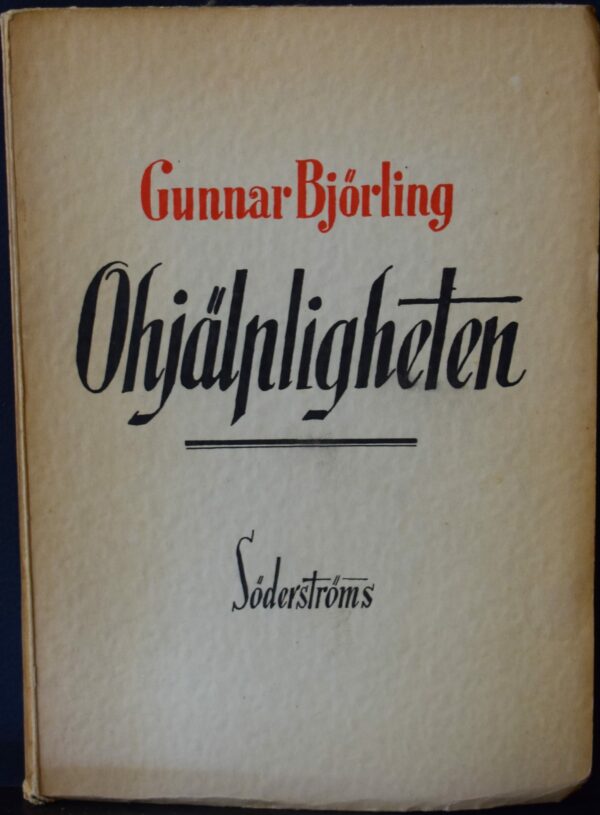 Gunnar Björling
Ohjälpligheten
Söderströms